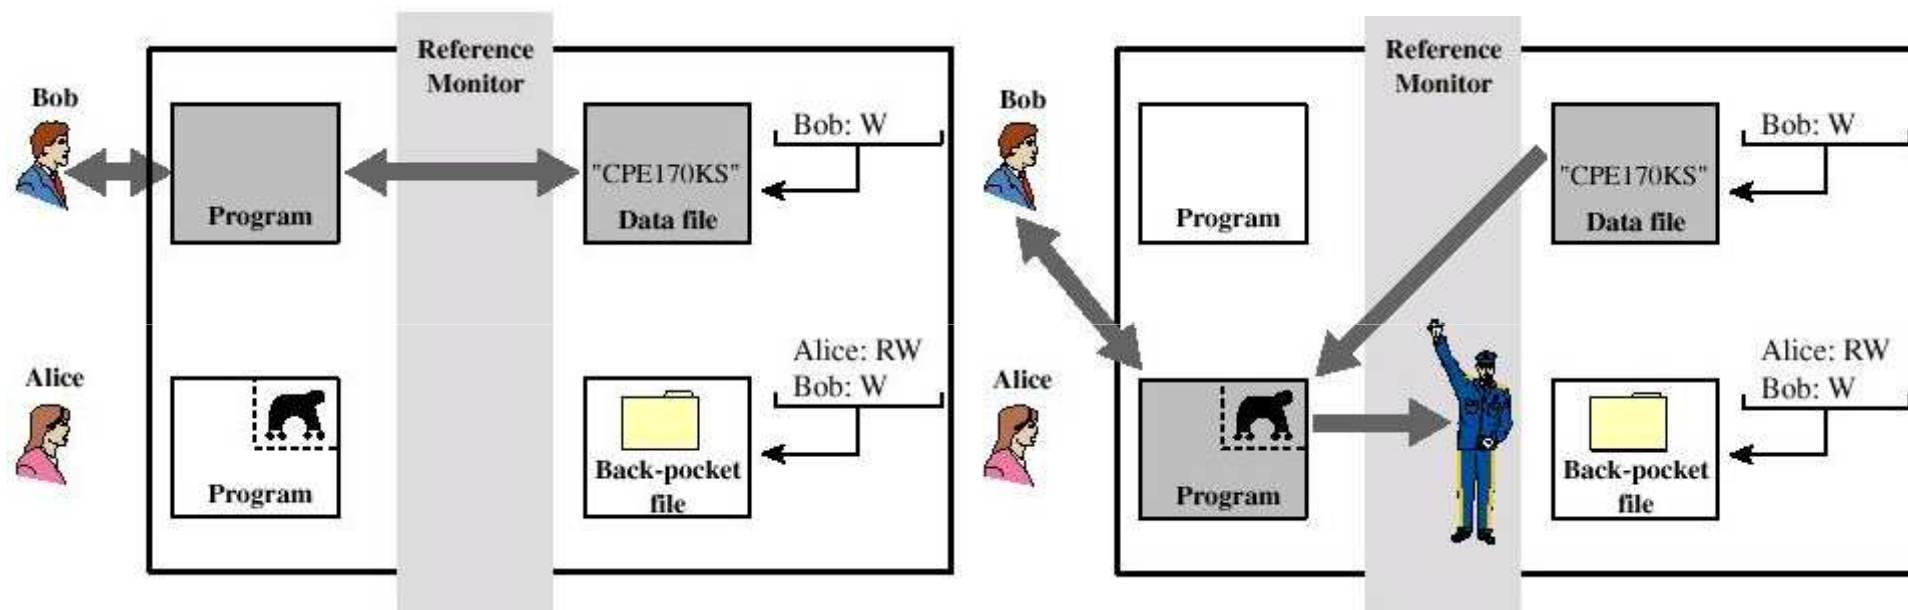 Reference
Monitor
Bob
Bob: W
"CPE170KS"
Program
Data file
Alice: RW
Bob: W
Alice
Back-pocket
file
Program
Reference
Monitor
Bob
Bob: W
"CPE170KS"
Program
Data file
Alice: RW
Bob: W
Alice
Back-pocket
file
Program